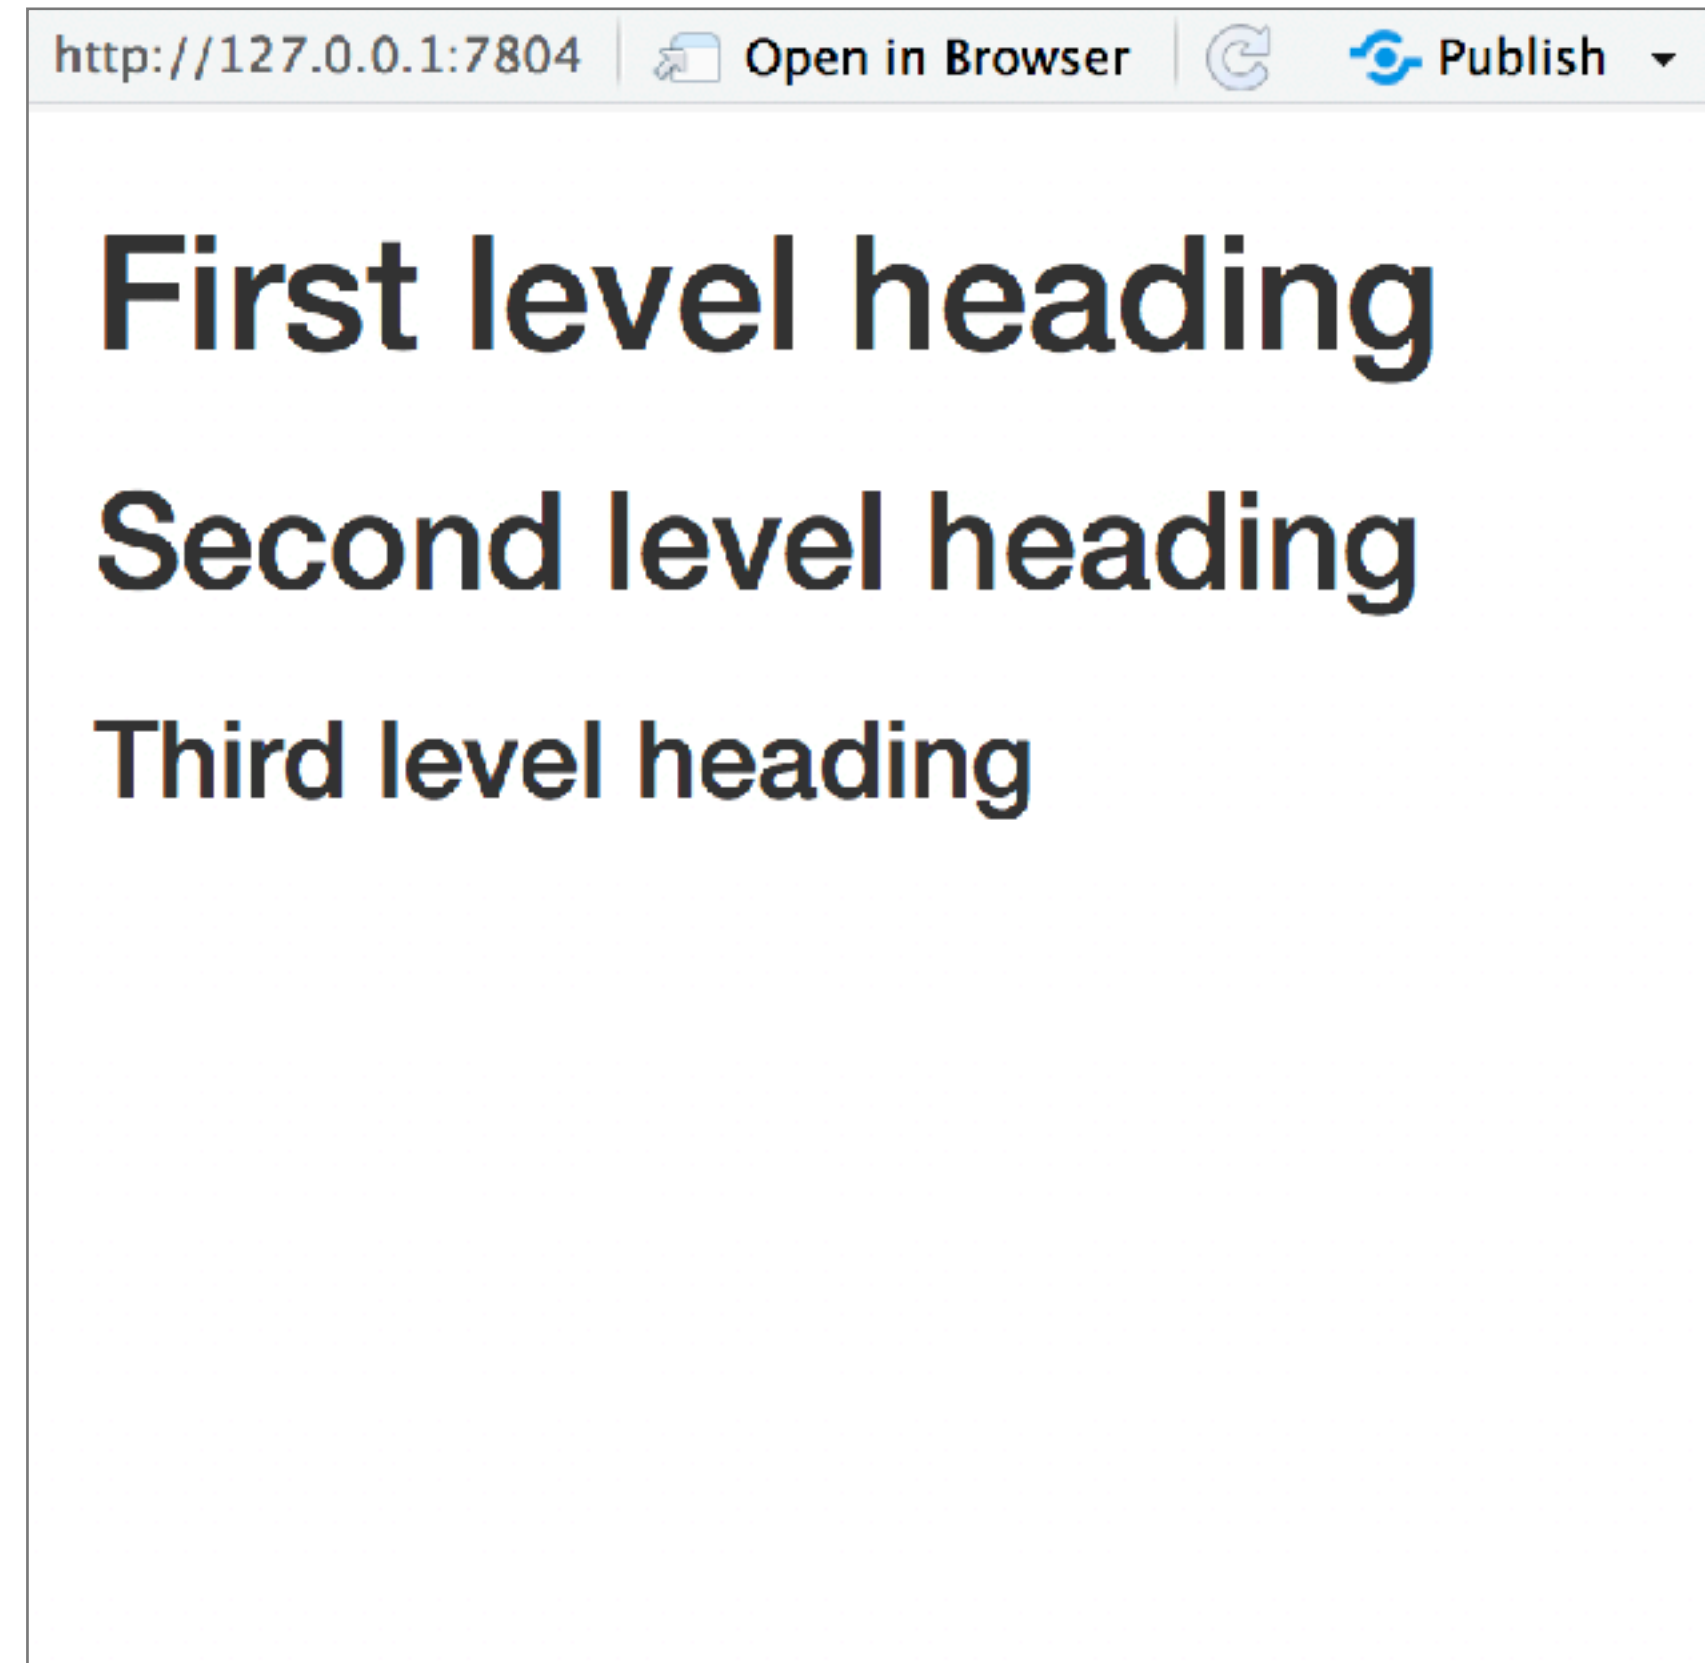 http://127.0.0.1:7804 Open in Browser Publish
First level heading
Second level heading
Third level heading